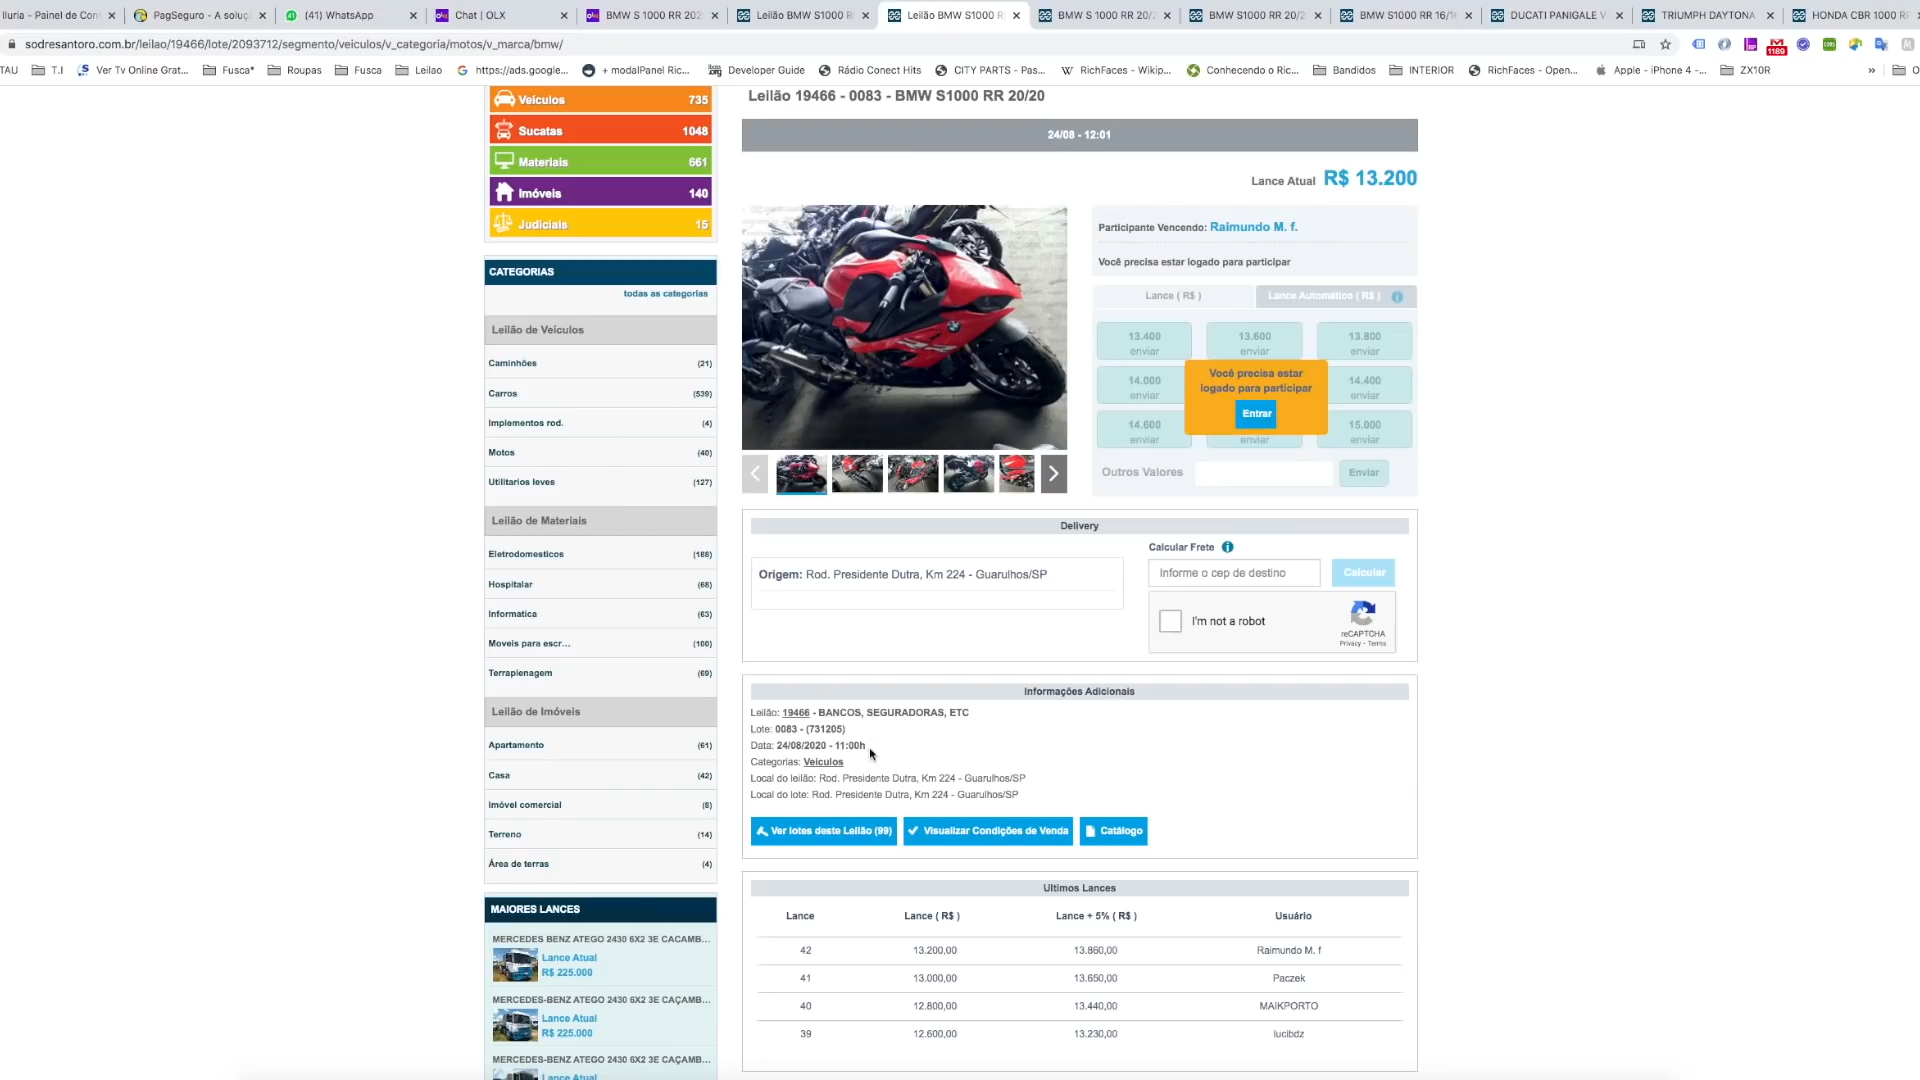 Iluria - Painel de Con
PagSeguro - A soluç
(41) WhatsApp
Chat | OLX
BMW S 1000 RR 202
Leilão BMW S1000 R
Leilão BMW S1000 R
BMW S 1000 RR 20/2
BMW S1000 RR 20/2
BMW S1000 RR 16/16
DUCATI PANIGALE V
TRIUMPH DAYTONA
HONDA CBR 1000 R
sodresantoro.com.br/leilao/19466/lote/2093712/segmento/veiculos/v_categoria/motos/v_marca/bmw/
1189
TAU
T.I
Ver Tv Online Grat...
Fusca*
Roupas
Fusca
Leilao
https://ads.google...
+ modalPanel Ric...
Developer Guide
Rádio Conect Hits
CITY PARTS - Pas...
RichFaces - Wikip...
Conhecendo o Ric...
Bandidos
INTERIOR
RichFaces - Open...
Apple - iPhone 4 -...
ZX10R
»
Veículos 735
Sucatas 1048
Materiais 661
Imóveis 140
Judiciais 15
CATEGORIAS
todas as categorias
Leilão de Veículos
Caminhões (21)
Carros (539)
Implementos rod. (4)
Motos (40)
Utilitarios leves (127)
Leilão de Materiais
Eletrodomesticos (188)
Hospitalar (68)
Informatica (63)
Moveis para escr... (100)
Terraplenagem (69)
Leilão de Imóveis
Apartamento (61)
Casa (42)
Imóvel comercial (8)
Terreno (14)
Área de terras (4)
MAIORES LANCES
MERCEDES BENZ ATEGO 2430 6X2 3E CACAMB...
Lance Atual
R$ 225.000
MERCEDES-BENZ ATEGO 2430 6X2 3E CAÇAMB...
Lance Atual
R$ 225.000
MERCEDES-BENZ ATEGO 2430 6X2 3E CAÇAMB...
Lance Atual
Leilão 19466 - 0083 - BMW S1000 RR 20/20
24/08 - 12:01
Lance Atual R$ 13.200
Participante Vencendo: Raimundo M. f.
Você precisa estar logado para participar
Lance ( R$ )
Lance Automático ( R$ )
13.400
enviar
13.600
enviar
13.800
enviar
14.000
enviar
14.400
enviar
14.600
enviar
enviar
15.000
enviar
Você precisa estar
logado para participar
Entrar
Outros Valores
Enviar
Delivery
Origem: Rod. Presidente Dutra, Km 224 - Guarulhos/SP
Calcular Frete
Informe o cep de destino
Calcular
I'm not a robot
reCAPTCHA
Privacy - Terms
Informações Adicionais
Leilão: 19466 - BANCOS, SEGURADORAS, ETC
Lote: 0083 - (731205)
Data: 24/08/2020 - 11:00h
Categorias: Veículos
Local do leilão: Rod. Presidente Dutra, Km 224 - Guarulhos/SP
Local do lote: Rod. Presidente Dutra, Km 224 - Guarulhos/SP
Ver lotes deste Leilão (99)
Visualizar Condições de Venda
Catálogo
Ultimos Lances
Lance Lance ( R$ ) Lance + 5% ( R$ ) Usuário
42 13.200,00 13.860,00 Raimundo M. f
41 13.000,00 13.650,00 Paczek
40 12.800,00 13.440,00 MAIKPORTO
39 12.600,00 13.230,00 lucibdz